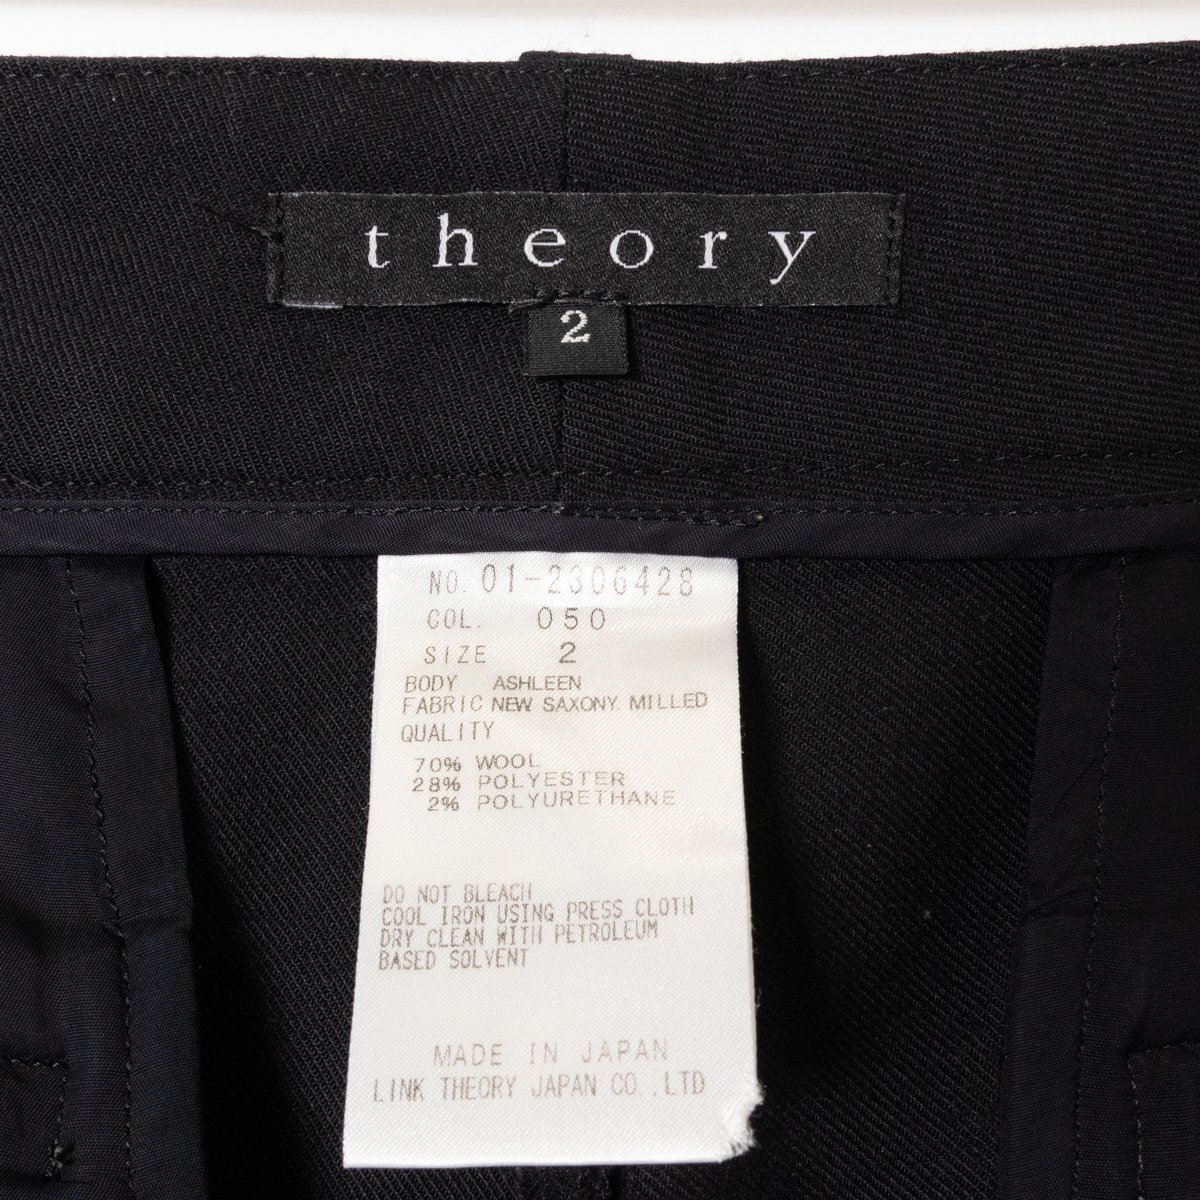 theory
2
NO. 01-2306428
COL. 050
SIZE 2
BODY ASHLEEN
FABRIC NEW SAXONY. MILLED
QUALITY
70% WOOL
28% POLYESTER
2% POLYURETHANE
DO NOT BLEACH
COOL IRON USING PRESS CLOTH
DRY CLEAN WITH PETROLEUM
BASED SOLVENT
MADE IN JAPAN
LINK THEORY JAPAN CO.,LTD